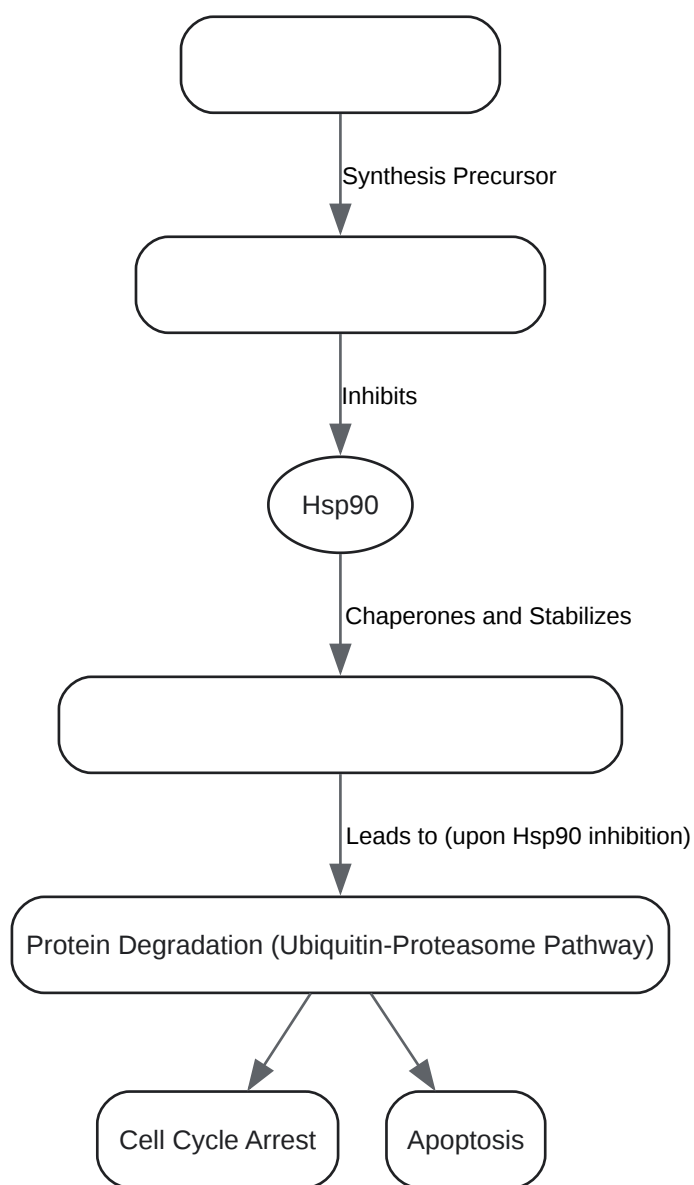 Synthesis Precursor
Inhibits
Hsp90
Chaperones and Stabilizes
Leads to (upon Hsp90 inhibition)
Protein Degradation (Ubiquitin-Proteasome Pathway)
Cell Cycle Arrest
Apoptosis